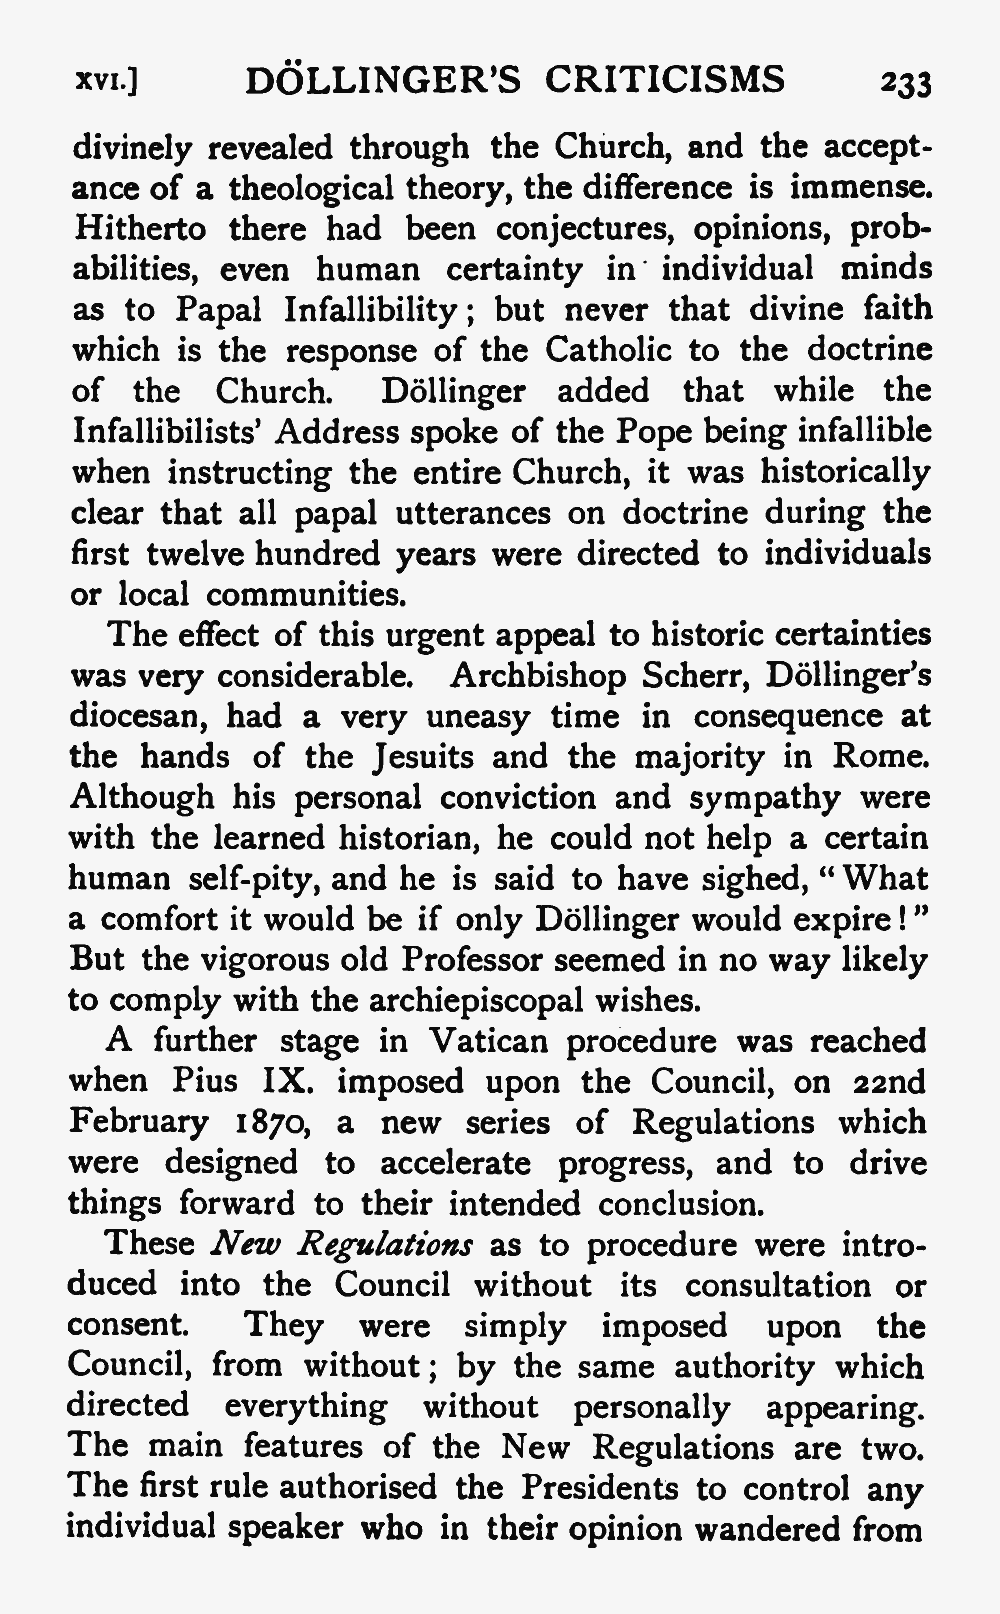 XVI.] DÖLLINGER'S CRITICISMS 233
divinely revealed through the Church, and the accept-
ance of a theological theory, the difference is immense.
Hitherto there had been conjectures, opinions, prob-
abilities, even human certainty in individual minds
as to Papal Infallibility; but never that divine faith
which is the response of the Catholic to the doctrine
of the Church. Döllinger added that while the
Infallibilists' Address spoke of the Pope being infallible
when instructing the entire Church, it was historically
clear that all papal utterances on doctrine during the
first twelve hundred years were directed to individuals
or local communities.
The effect of this urgent appeal to historic certainties
was very considerable. Archbishop Scherr, Döllinger's
diocesan, had a very uneasy time in consequence at
the hands of the Jesuits and the majority in Rome.
Although his personal conviction and sympathy were
with the learned historian, he could not help a certain
human self-pity, and he is said to have sighed, "What
a comfort it would be if only Döllinger would expire!"
But the vigorous old Professor seemed in no way likely
to comply with the archiepiscopal wishes.
A further stage in Vatican procedure was reached
when Pius IX. imposed upon the Council, on 22nd
February 1870, a new series of Regulations which
were designed to accelerate progress, and to drive
things forward to their intended conclusion.
These New Regulations as to procedure were intro-
duced into the Council without its consultation or
consent. They were simply imposed upon the
Council, from without; by the same authority which
directed everything without personally appearing.
The main features of the New Regulations are two.
The first rule authorised the Presidents to control any
individual speaker who in their opinion wandered from